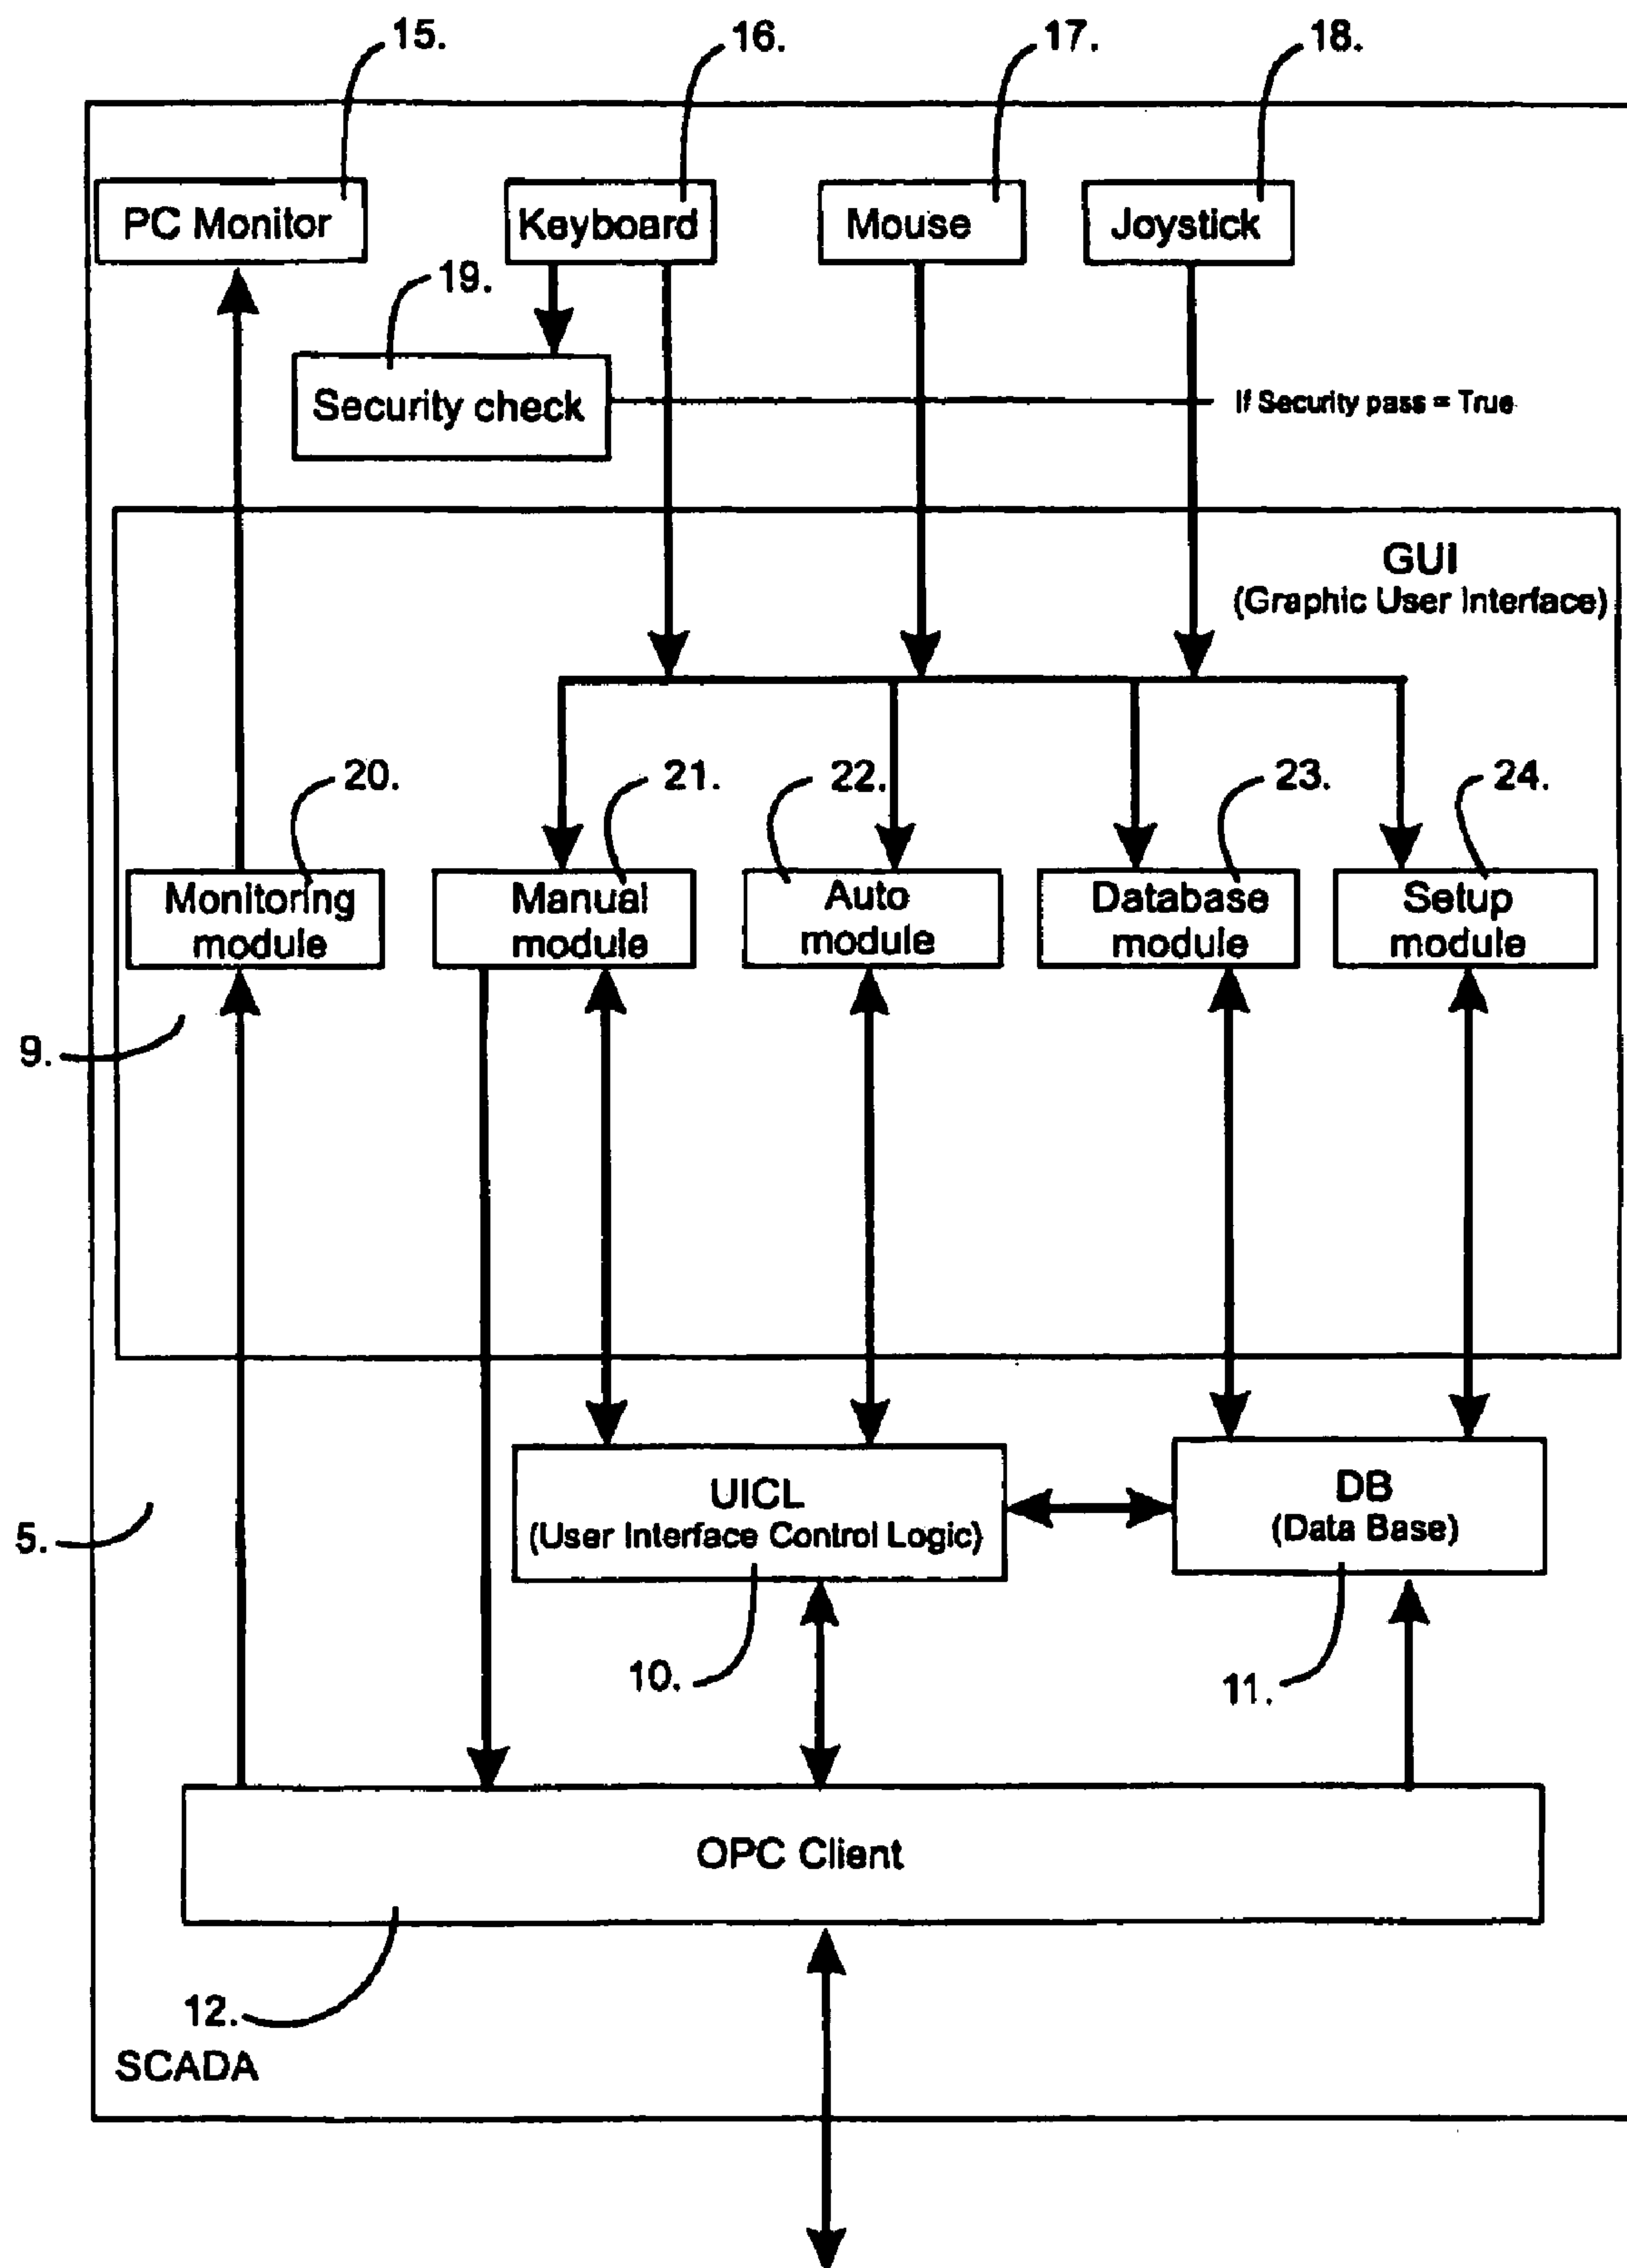 15.
16.
17.
18.
PC Monitor
Keyboard
Mouse
Joystick
19.
Security check
If Security pass = True
GUI
(Graphic User Interface)
20.
21.
22.
23.
24.
Monitoring
module
Manual
module
Auto
module
Database
module
Setup
module
9.
5.
UICL
(User Interface Control Logic)
DB
(Data Base)
10.
11.
OPC Client
12.
SCADA